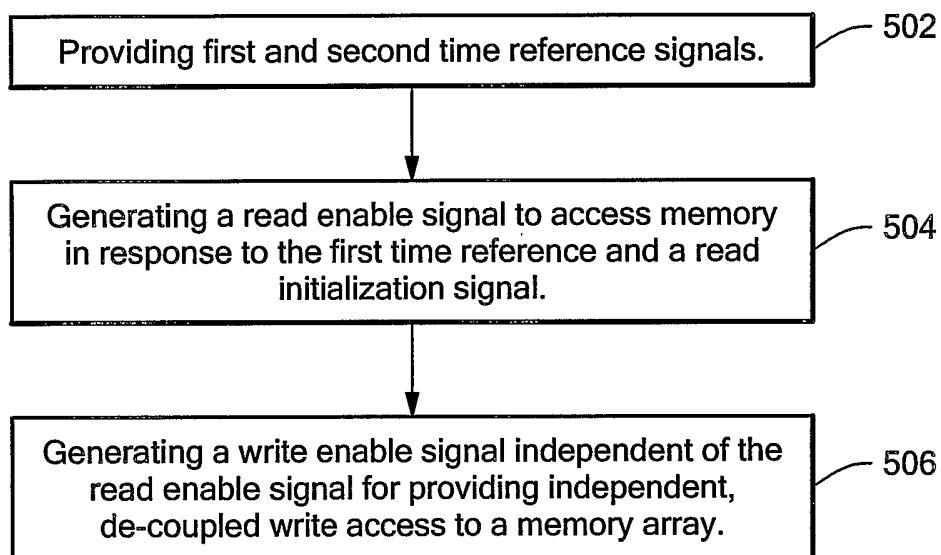 Providing first and second time reference signals.
502
Generating a read enable signal to access memory
in response to the first time reference and a read
initialization signal.
504
Generating a write enable signal independent of the
read enable signal for providing independent,
de-coupled write access to a memory array.
506